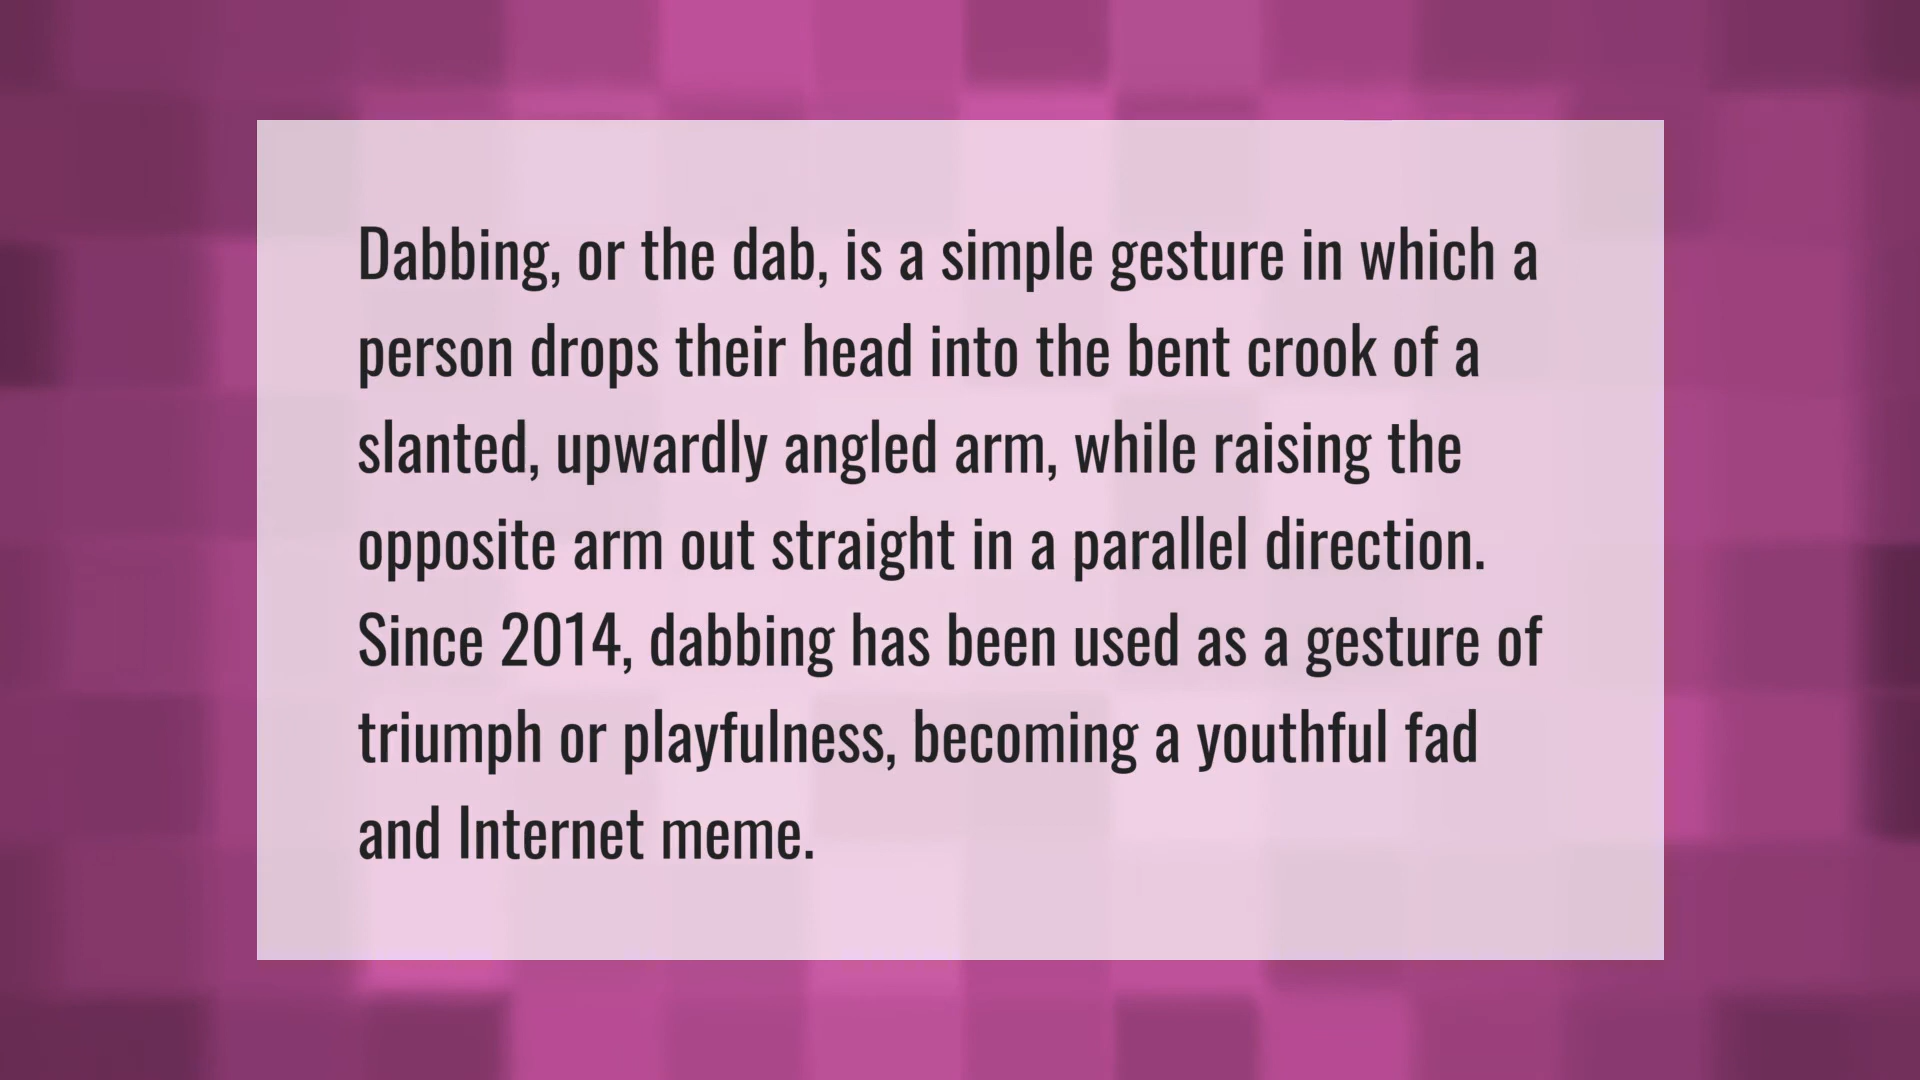 Dabbing, or the dab, is a simple gesture in which a
person drops their head into the bent crook of a
slanted, upwardly angled arm, while raising the
opposite arm out straight in a parallel direction.
Since 2014, dabbing has been used as a gesture of
triumph or playfulness, becoming a youthful fad
and Internet meme.